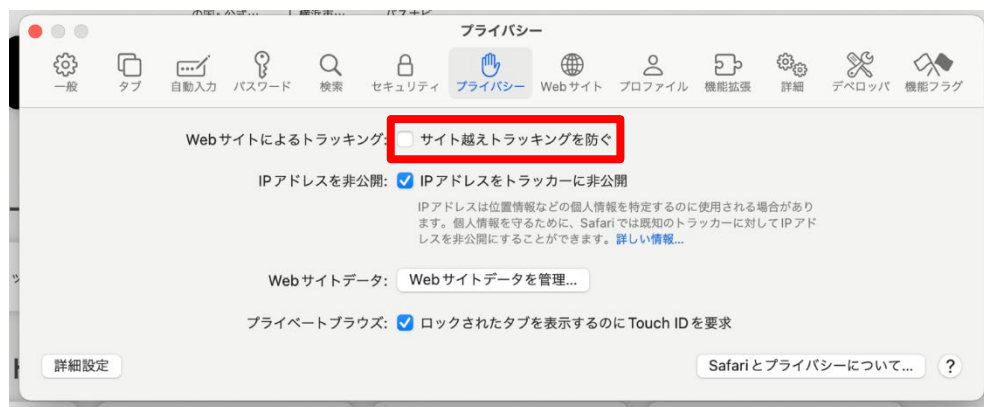 の国・公式… 横浜市… バスナビ
プライバシー
一般 タブ 自動入力 パスワード 検索 セキュリティ プライバシー Webサイト プロファイル 機能拡張 詳細 デベロッパ 機能フラグ
Webサイトによるトラッキング: サイト越えトラッキングを防ぐ
IPアドレスを非公開: IPアドレスをトラッカーに非公開
IPアドレスは位置情報などの個人情報を特定するのに使用される場合があり
ます。個人情報を守るために、Safariでは既知のトラッカーに対してIPアド
レスを非公開にすることができます。詳しい情報...
Webサイトデータ: Webサイトデータを管理...
プライベートブラウズ: ロックされたタブを表示するのにTouch IDを要求
詳細設定 Safariとプライバシーについて... ?